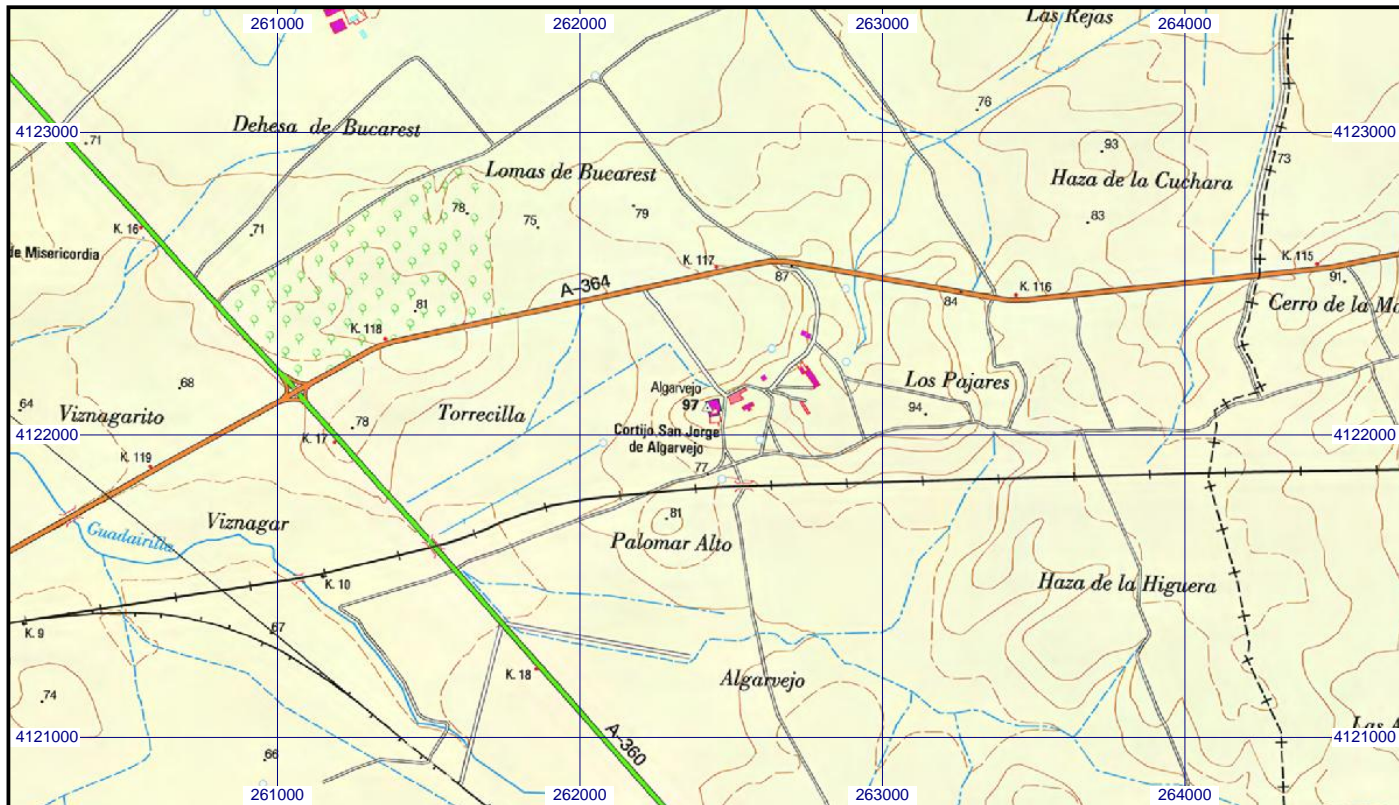 261000
262000
263000
264000
Las Rejas
76
4123000
71
Dehesa de Bucarest
4123000
93
73
Lomas de Bucarest
Haza de la Cuchara
78
75
79
83
K. 16
71
de Misericordia
K. 117
87
K. 115
91
A-364
K. 116
84
81
Cerro de la
K. 118
68
Algarvejo
97
Los Pajares
94
64
Viznagarito
78
Torrecilla
K. 17
4122000
4122000
Cortijo San Jorge
de Algarvejo
K. 119
77
Viznagar
81
Guadairilla
Palomar Alto
K. 10
Haza de la Higuera
K. 9
67
K. 18
Algarvejo
74
Las
4121000
4121000
66
A-360
261000
262000
263000
264000